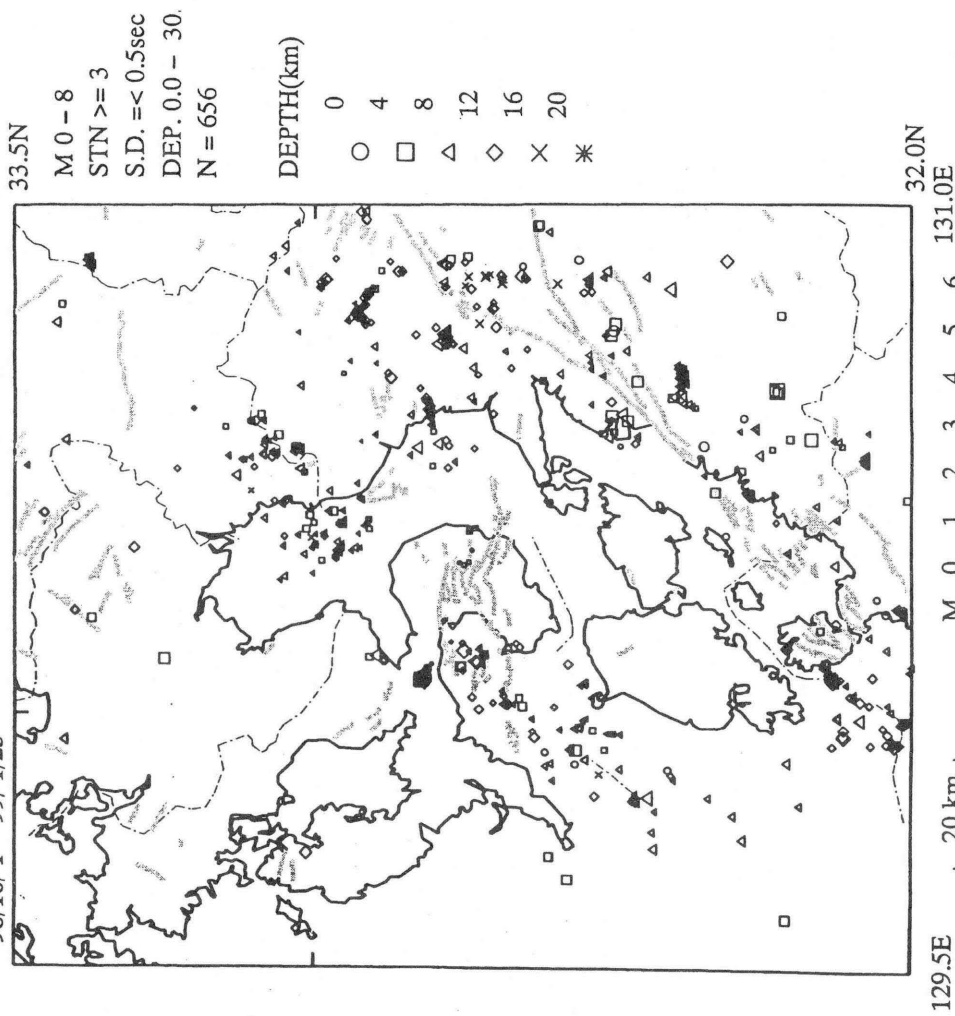 33.5N
M 0 – 8
STN >= 3
S.D. =< 0.5sec
DEP. 0.0 – 30.
N = 656
DEPTH(km)
0
4
8
12
16
20
32.0N
129.5E
131.0E
20 km
M 0 1 2 3 4 5 6